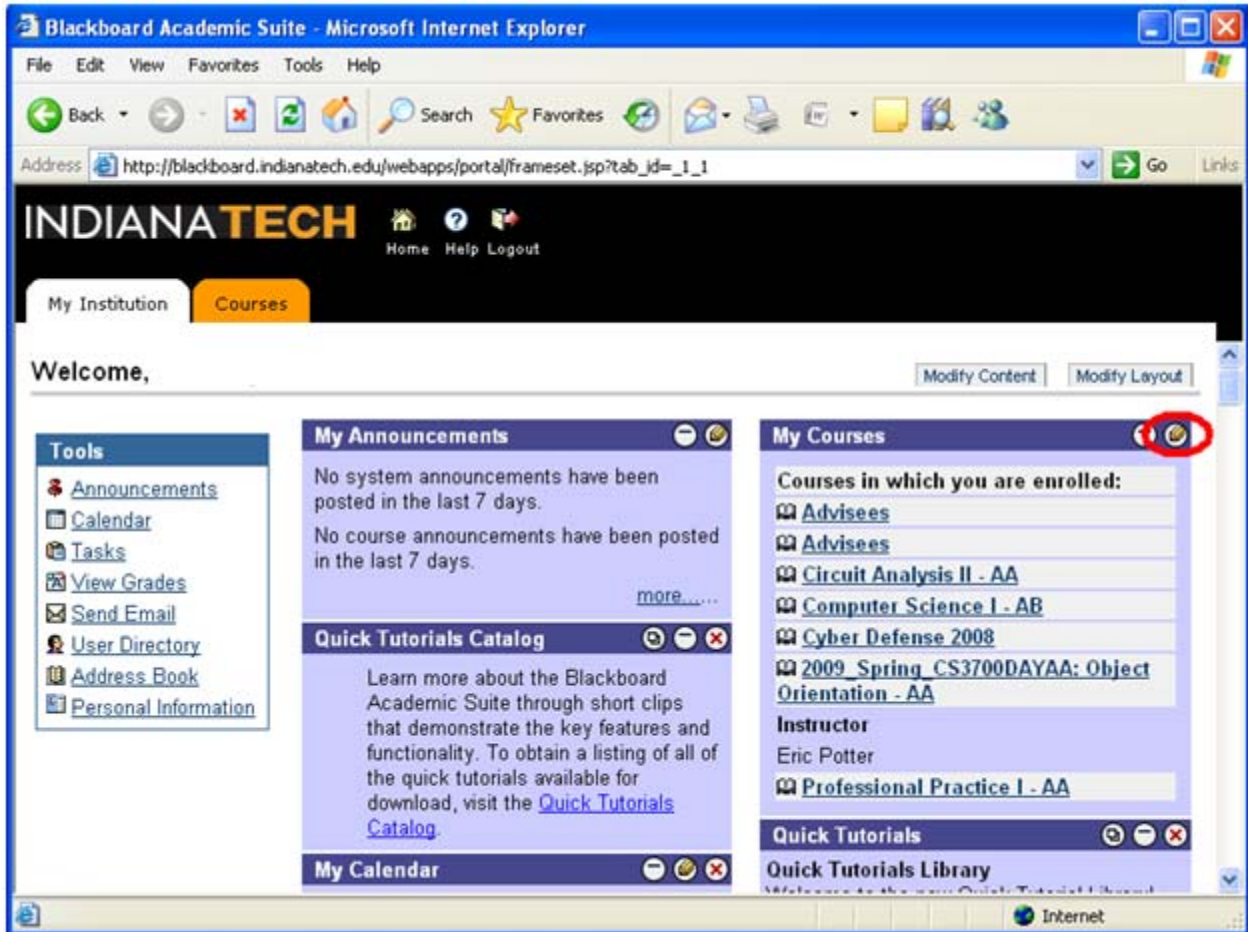 Blackboard Academic Suite - Microsoft Internet Explorer
File Edit View Favorites Tools Help
Back Search Favorites
Address http://blackboard.indianatech.edu/webapps/portal/frameset.jsp?tab_id=_1_1 Go Links
INDIANATECH
Home Help Logout
My Institution Courses
Welcome,
Modify Content Modify Layout
Tools
Announcements
Calendar
Tasks
View Grades
Send Email
User Directory
Address Book
Personal Information
My Announcements
No system announcements have been
posted in the last 7 days.
No course announcements have been posted
in the last 7 days.
more......
Quick Tutorials Catalog
Learn more about the Blackboard
Academic Suite through short clips
that demonstrate the key features and
functionality. To obtain a listing of all of
the quick tutorials available for
download, visit the Quick Tutorials
Catalog.
My Calendar
My Courses
Courses in which you are enrolled:
Advisees
Advisees
Circuit Analysis II - AA
Computer Science I - AB
Cyber Defense 2008
2009_Spring_CS3700DAYAA: Object
Orientation - AA
Instructor
Eric Potter
Professional Practice I - AA
Quick Tutorials
Quick Tutorials Library
Internet